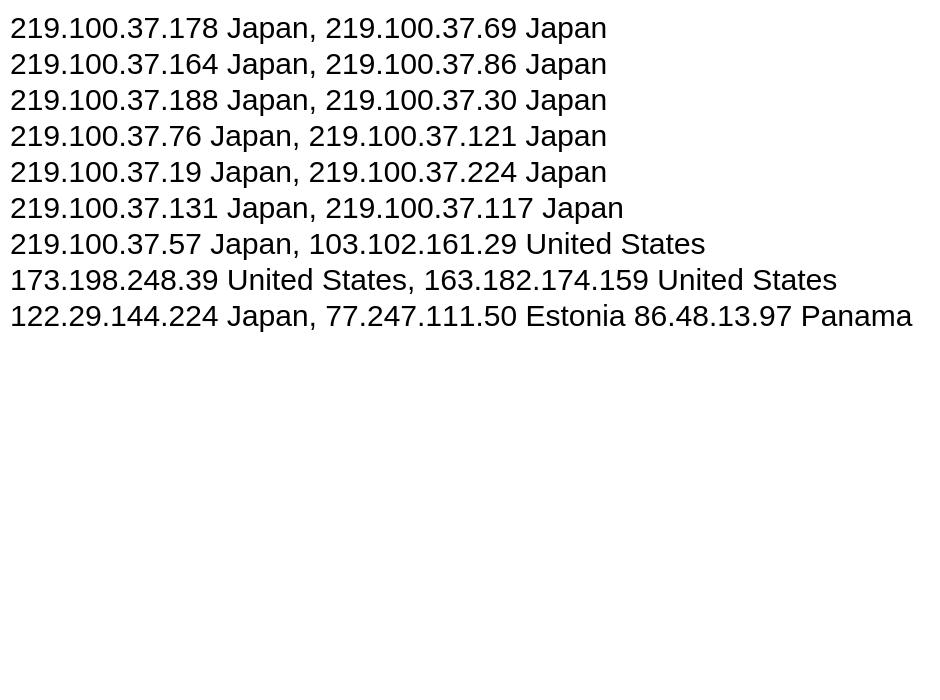 219.100.37.178 Japan, 219.100.37.69 Japan
219.100.37.164 Japan, 219.100.37.86 Japan
219.100.37.188 Japan, 219.100.37.30 Japan
219.100.37.76 Japan, 219.100.37.121 Japan
219.100.37.19 Japan, 219.100.37.224 Japan
219.100.37.131 Japan, 219.100.37.117 Japan
219.100.37.57 Japan, 103.102.161.29 United States
173.198.248.39 United States, 163.182.174.159 United States
122.29.144.224 Japan, 77.247.111.50 Estonia 86.48.13.97 Panama